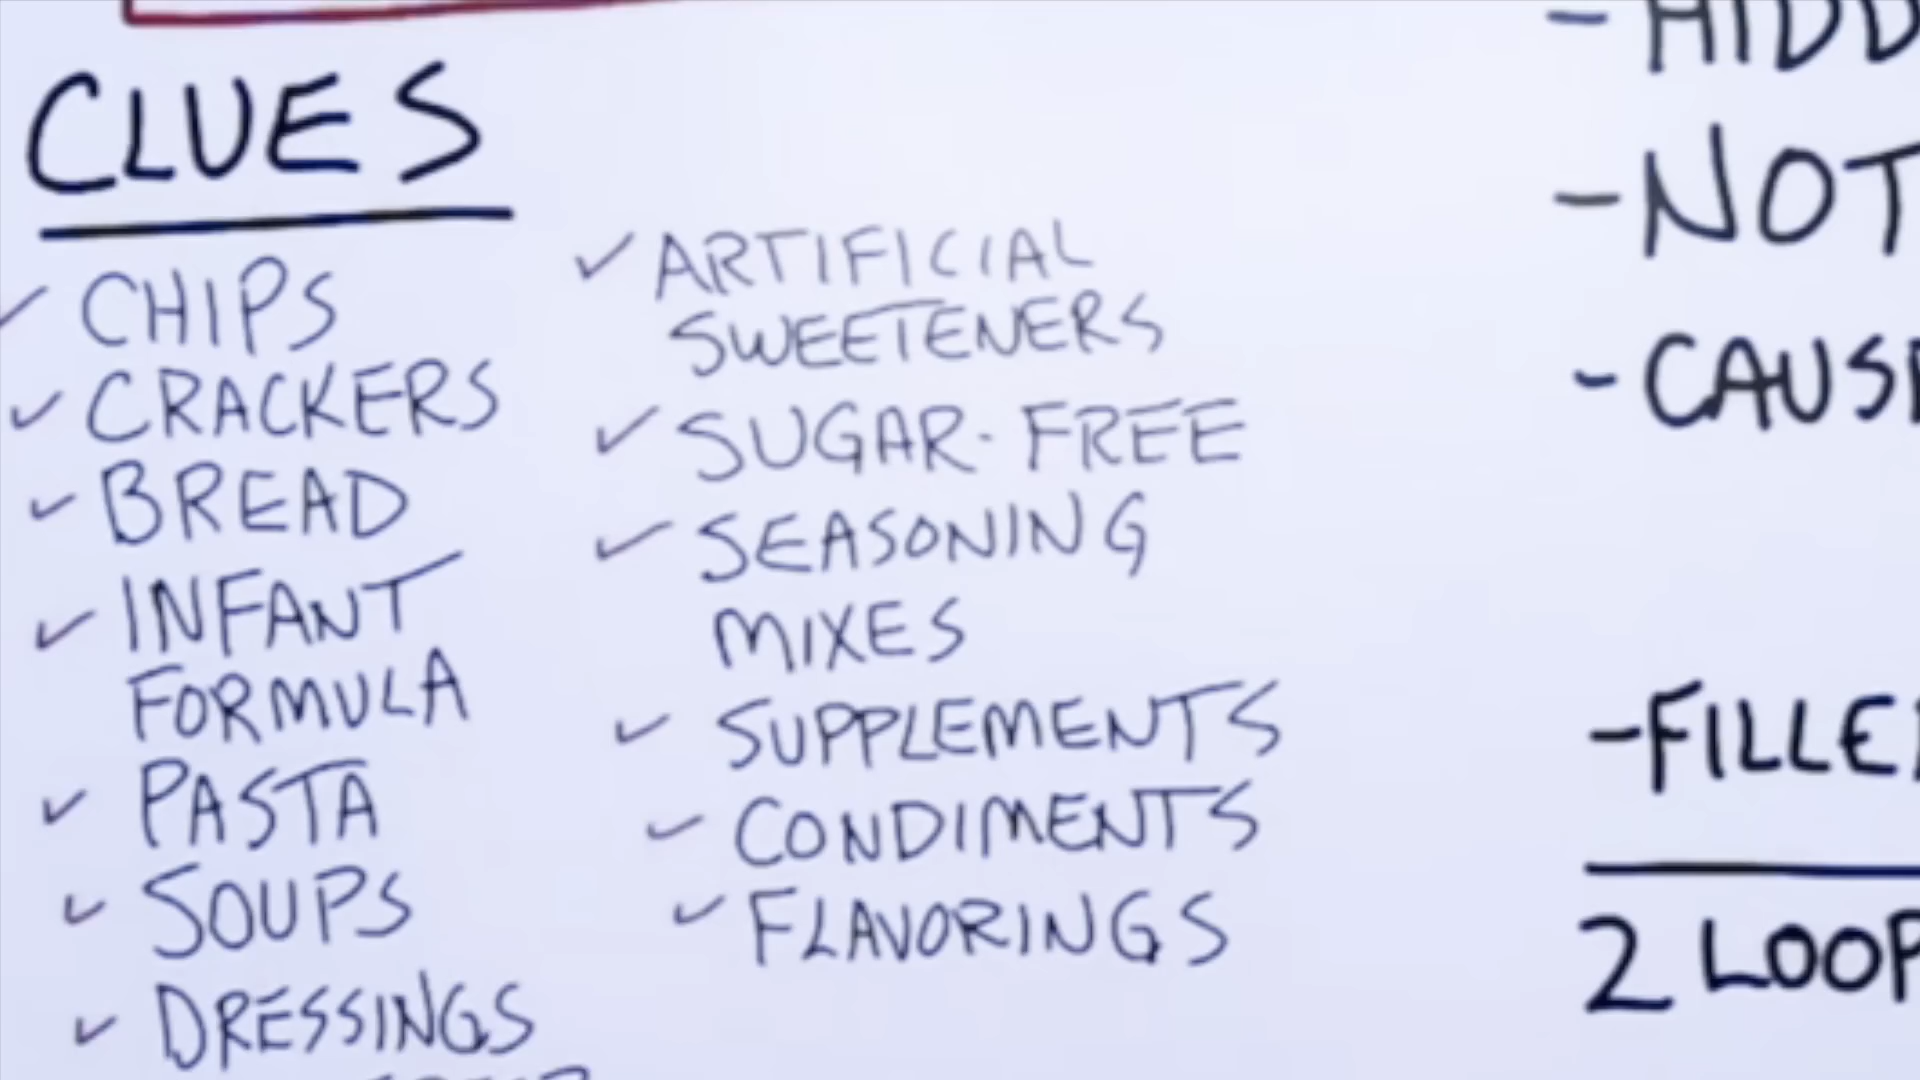 CLUES
✓ CHIPS
✓ CRACKERS
✓ BREAD
✓ INFANT
FORMULA
✓ PASTA
✓ SOUPS
✓ DRESSINGS
✓ ARTIFICIAL
SWEETENERS
✓ SUGAR-FREE
✓ SEASONING
MIXES
✓ SUPPLEMENTS
✓ CONDIMENTS
✓ FLAVORINGS
- NOT
2